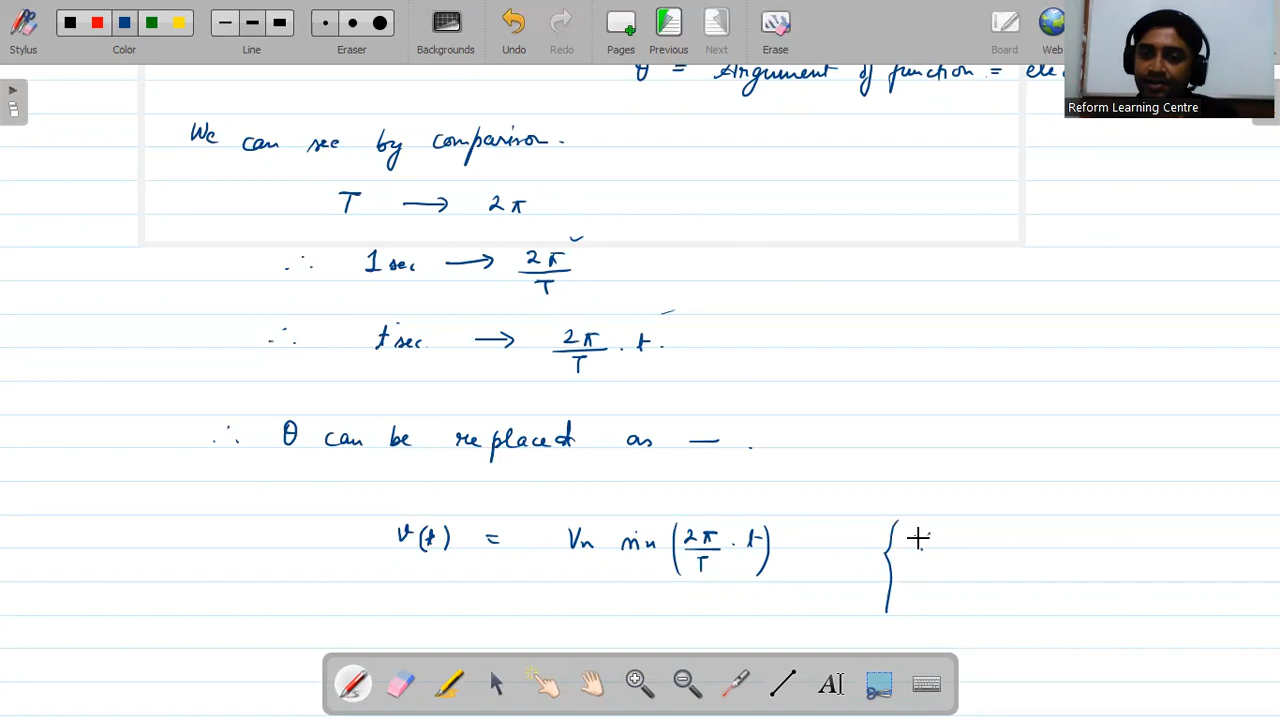 Stylus Color Line Eraser Backgrounds Undo Redo Pages Previous Next Erase Board Web
θ = Argument of function = ele
Reform Learning Centre
We can see by comparison.
T → 2π
∴ 1 sec → 2π/T
∴ t sec → 2π/T . t.
∴ θ can be replaced as — .
v(t) = Vm sin (2π/T . t) {